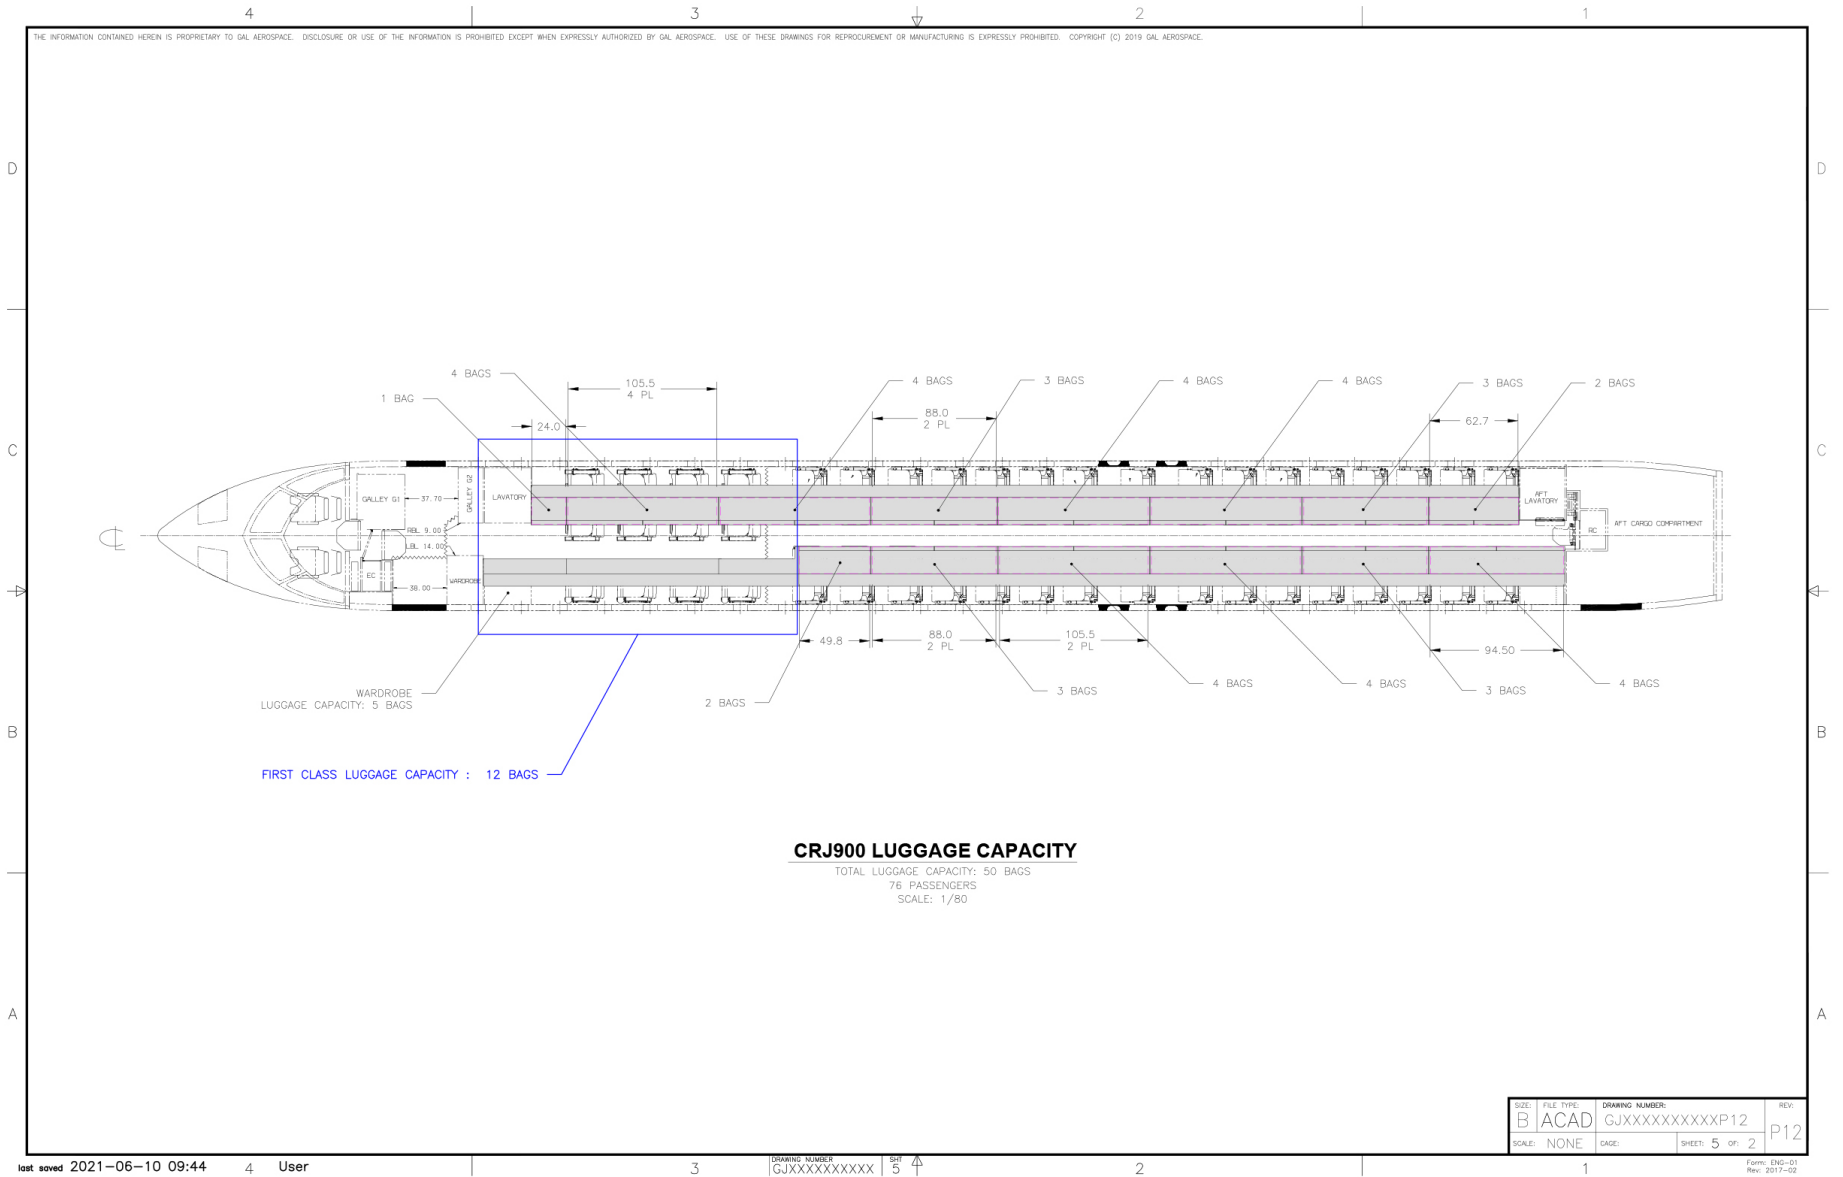 4 3 2 1
THE INFORMATION CONTAINED HEREIN IS PROPRIETARY TO GAL AEROSPACE. DISCLOSURE OR USE OF THE INFORMATION IS PROHIBITED EXCEPT WHEN EXPRESSLY AUTHORIZED BY GAL AEROSPACE. USE OF THESE DRAWINGS FOR REPROCUREMENT OR MANUFACTURING IS EXPRESSLY PROHIBITED. COPYRIGHT (C) 2019 GAL AEROSPACE.
D D
4 BAGS
105.5
4 PL
4 BAGS
3 BAGS
4 BAGS
4 BAGS
3 BAGS
2 BAGS
1 BAG
24.0
88.0
2 PL
62.7
C C
GALLEY G1
37.70
GALLEY G2
LAVATORY
AFT
LAVATORY
RBL 9.00
LBL 14.00
RC
AFT CARGO COMPARTMENT
EC
38.00
WARDROBE
49.8
88.0
2 PL
105.5
2 PL
94.50
WARDROBE
LUGGAGE CAPACITY: 5 BAGS
2 BAGS
3 BAGS
4 BAGS
4 BAGS
3 BAGS
4 BAGS
B B
FIRST CLASS LUGGAGE CAPACITY : 12 BAGS
CRJ900 LUGGAGE CAPACITY
TOTAL LUGGAGE CAPACITY: 50 BAGS
76 PASSENGERS
SCALE: 1/80
A A
SIZE: B
FILE TYPE: ACAD
DRAWING NUMBER: GJXXXXXXXXXXP12
REV: P12
SCALE: NONE
CAGE:
SHEET: 5 OF: 2
last saved 2021-06-10 09:44
User
4 3 2 1
DRAWING NUMBER
GJXXXXXXXXXX
SHT
5
Form: ENG-01
Rev: 2017-02